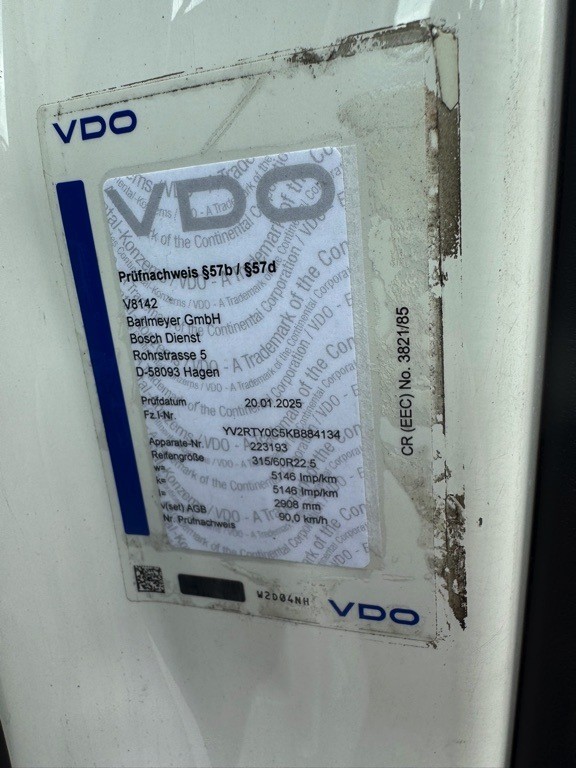 VDO
VDO
Prüfnachweis §57b / §57d
V8142
Barlmeyer GmbH
Bosch Dienst
Rohrstrasse 5
D-58093 Hagen
Prüfdatum 20.01.2025
Fz.I-Nr.
YV2RTY0C5KB884134
Apparate-Nr. 223193
Reifengröße 315/60R22.5
w= 5146 Imp/km
k= 5146 Imp/km
l= 2908 mm
v(set) AGB 90,0 km/h
Nr. Prüfnachweis
CR (EEC) No. 3821/85
W2b04NH
VDO